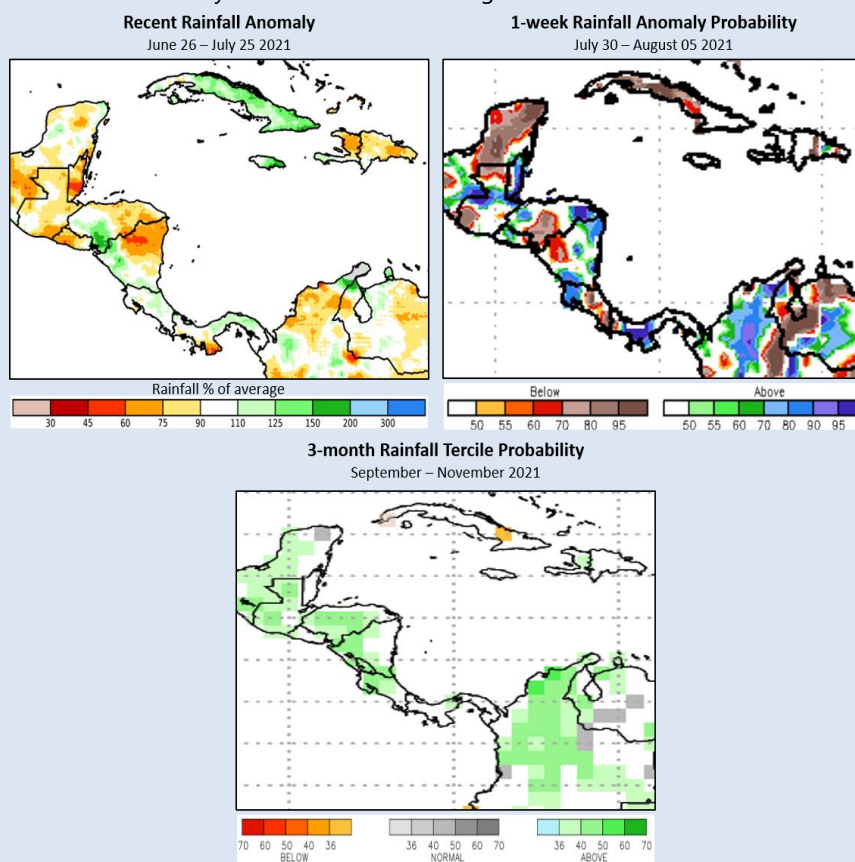 Recent Rainfall Anomaly
June 26 – July 25 2021
1-week Rainfall Anomaly Probability
July 30 – August 05 2021
Rainfall % of average
30 45 60 75 90 110 125 150 200 300
Below
50 55 60 70 80 95
Above
50 55 60 70 80 90 95
3-month Rainfall Tercile Probability
September – November 2021
70 60 50 40 36
BELOW
36 40 50 60 70
NORMAL
36 40 50 60 70
ABOVE